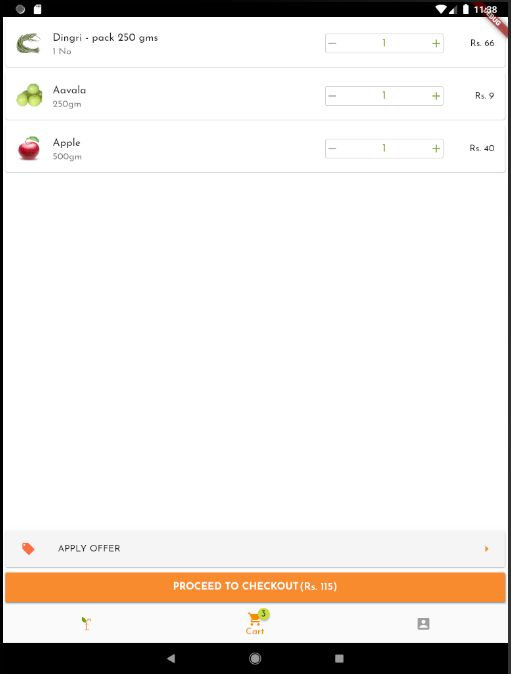 11:38
DEBUG
Dingri - pack 250 gms
1 No
1
Rs. 66
Aavala
250gm
1
Rs. 9
Apple
500gm
1
Rs. 40
APPLY OFFER
PROCEED TO CHECKOUT (Rs. 115)
3
Cart